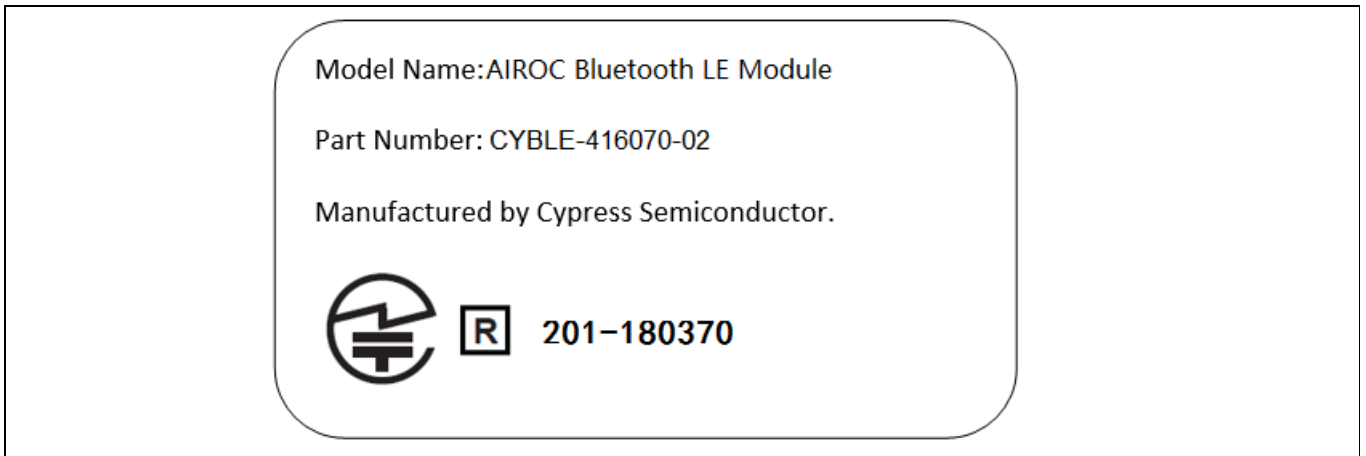 Model Name:AIROC Bluetooth LE Module
Part Number: CYBLE-416070-02
Manufactured by Cypress Semiconductor.
R 201-180370